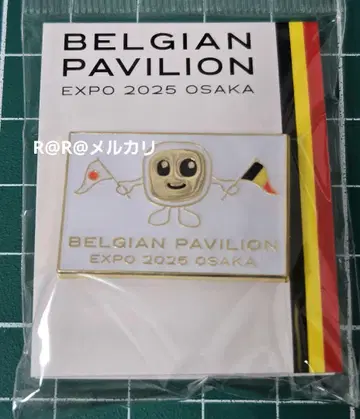 BELGIAN
PAVILION
EXPO 2025 OSAKA
R@R@メルカリ
BELGIAN PAVILION
EXPO 2025 OSAKA